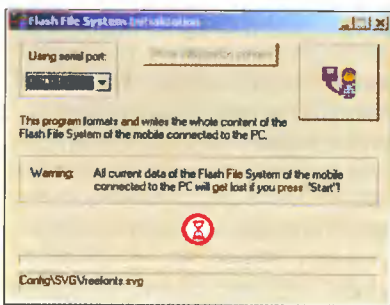 Flash File System Initialization
Using serial port:
This program formats and writes the whole content of the
Flash File System of the mobile connected to the PC.
Warning: All current data of the Flash File System of the mobile
connected to the PC will get lost if you press "Start"!
Config\SVG\freefonts.svg